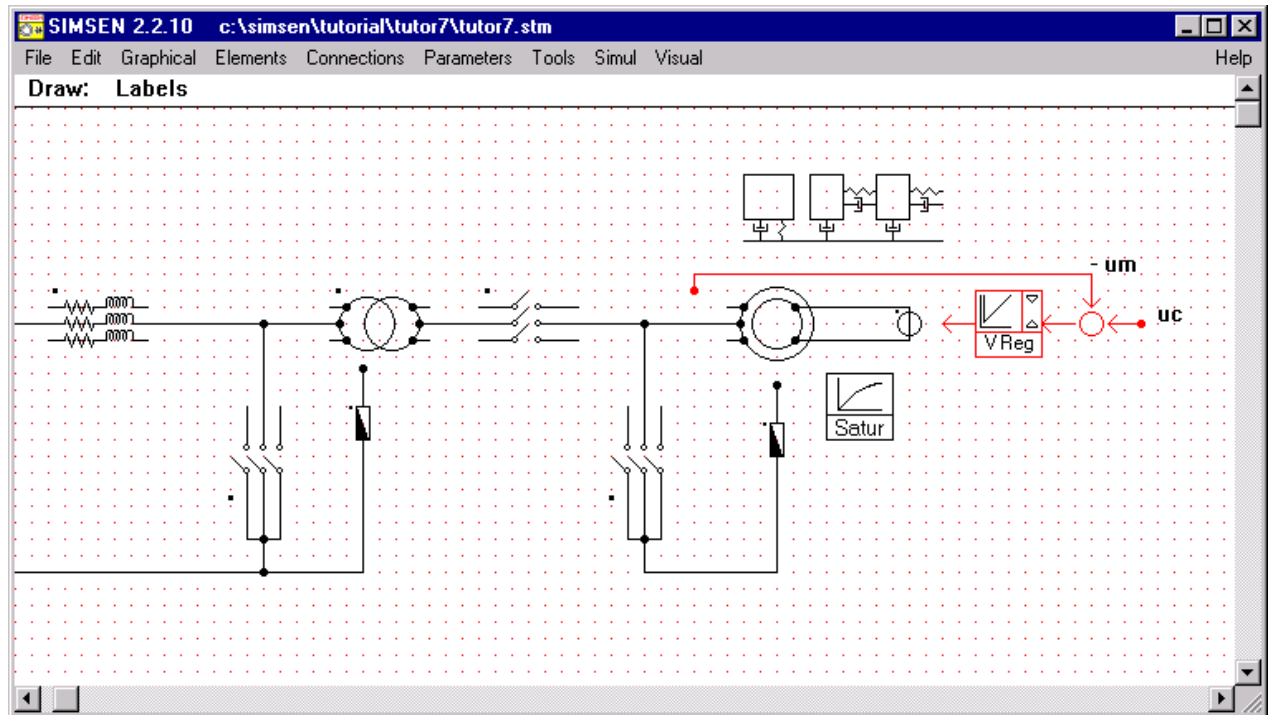 SIMSEN 2.2.10 c:\simsen\tutorial\tutor7\tutor7.stm
File Edit Graphical Elements Connections Parameters Tools Simul Visual Help
Draw: Labels
- um
uc
V Reg
Satur